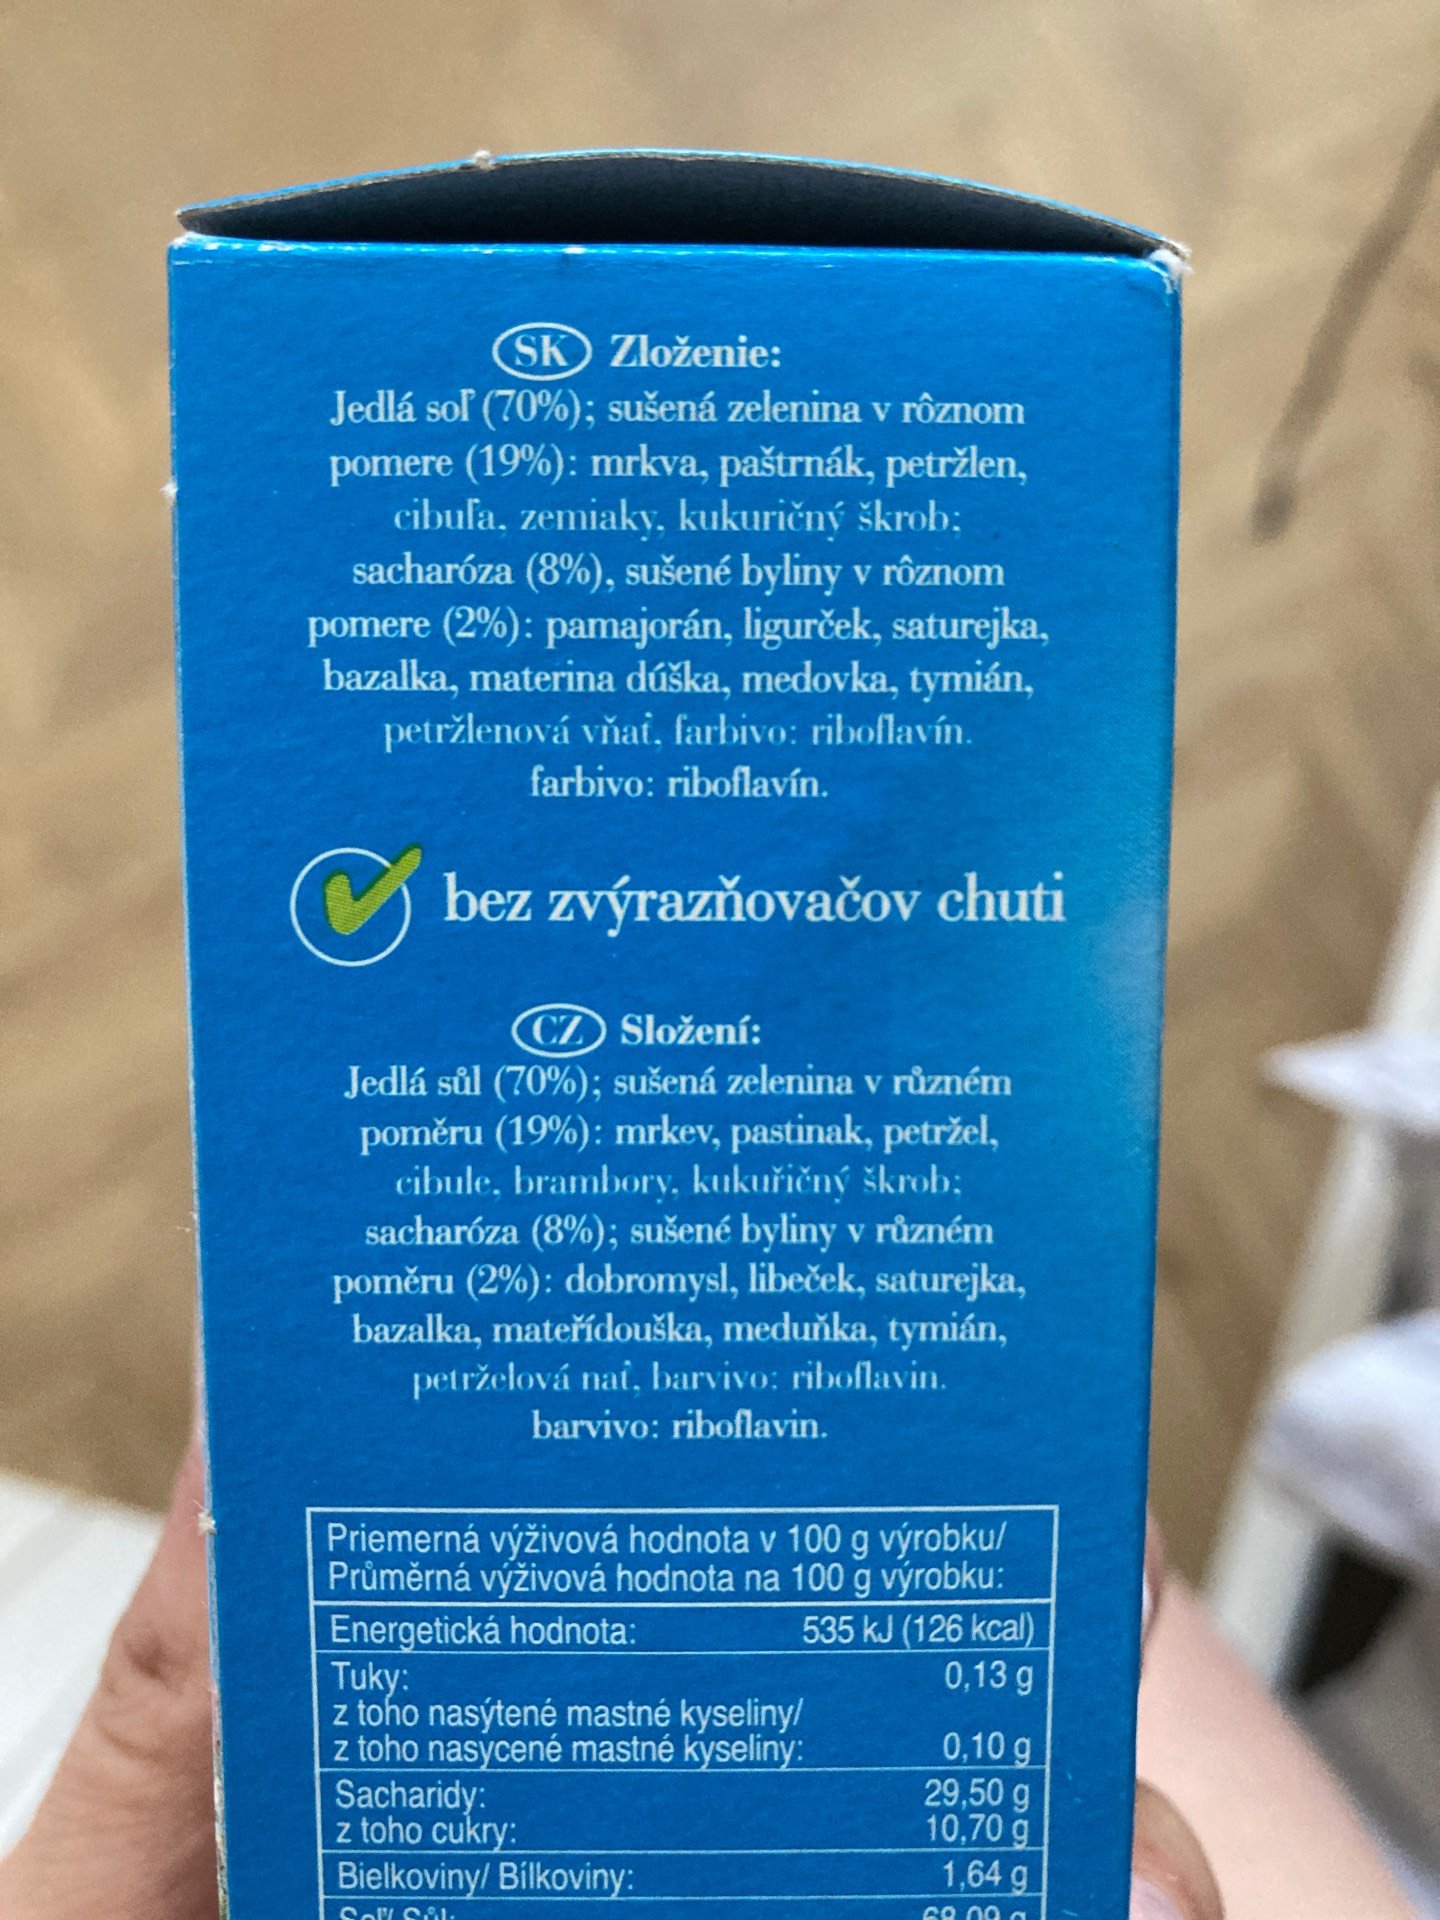 SK Zloženie:
Jedlá soľ (70%); sušená zelenina v rôznom
pomere (19%): mrkva, paštrnák, petržlen,
cibuľa, zemiaky, kukuričný škrob;
sacharóza (8%), sušené byliny v rôznom
pomere (2%): pamajorán, ligurček, saturejka,
bazalka, materina dúška, medovka, tymián,
petržlenová vňať, farbivo: riboflavín.
farbivo: riboflavín.
bez zvýrazňovačov chuti
CZ Složení:
Jedlá sůl (70%); sušená zelenina v různém
poměru (19%): mrkev, pastinak, petržel,
cibule, brambory, kukuřičný škrob;
sacharóza (8%); sušené byliny v různém
poměru (2%): dobromysl, libeček, saturejka,
bazalka, mateřídouška, meduňka, tymián,
petrželová nať, barvivo: riboflavin.
barvivo: riboflavin.
Priemerná výživová hodnota v 100 g výrobku/
Průměrná výživová hodnota na 100 g výrobku:
Energetická hodnota: 535 kJ (126 kcal)
Tuky: 0,13 g
z toho nasýtené mastné kyseliny/
z toho nasycené mastné kyseliny: 0,10 g
Sacharidy: 29,50 g
z toho cukry: 10,70 g
Bielkoviny/ Bílkoviny: 1,64 g
Soľ/ Sůl: 68,09 g